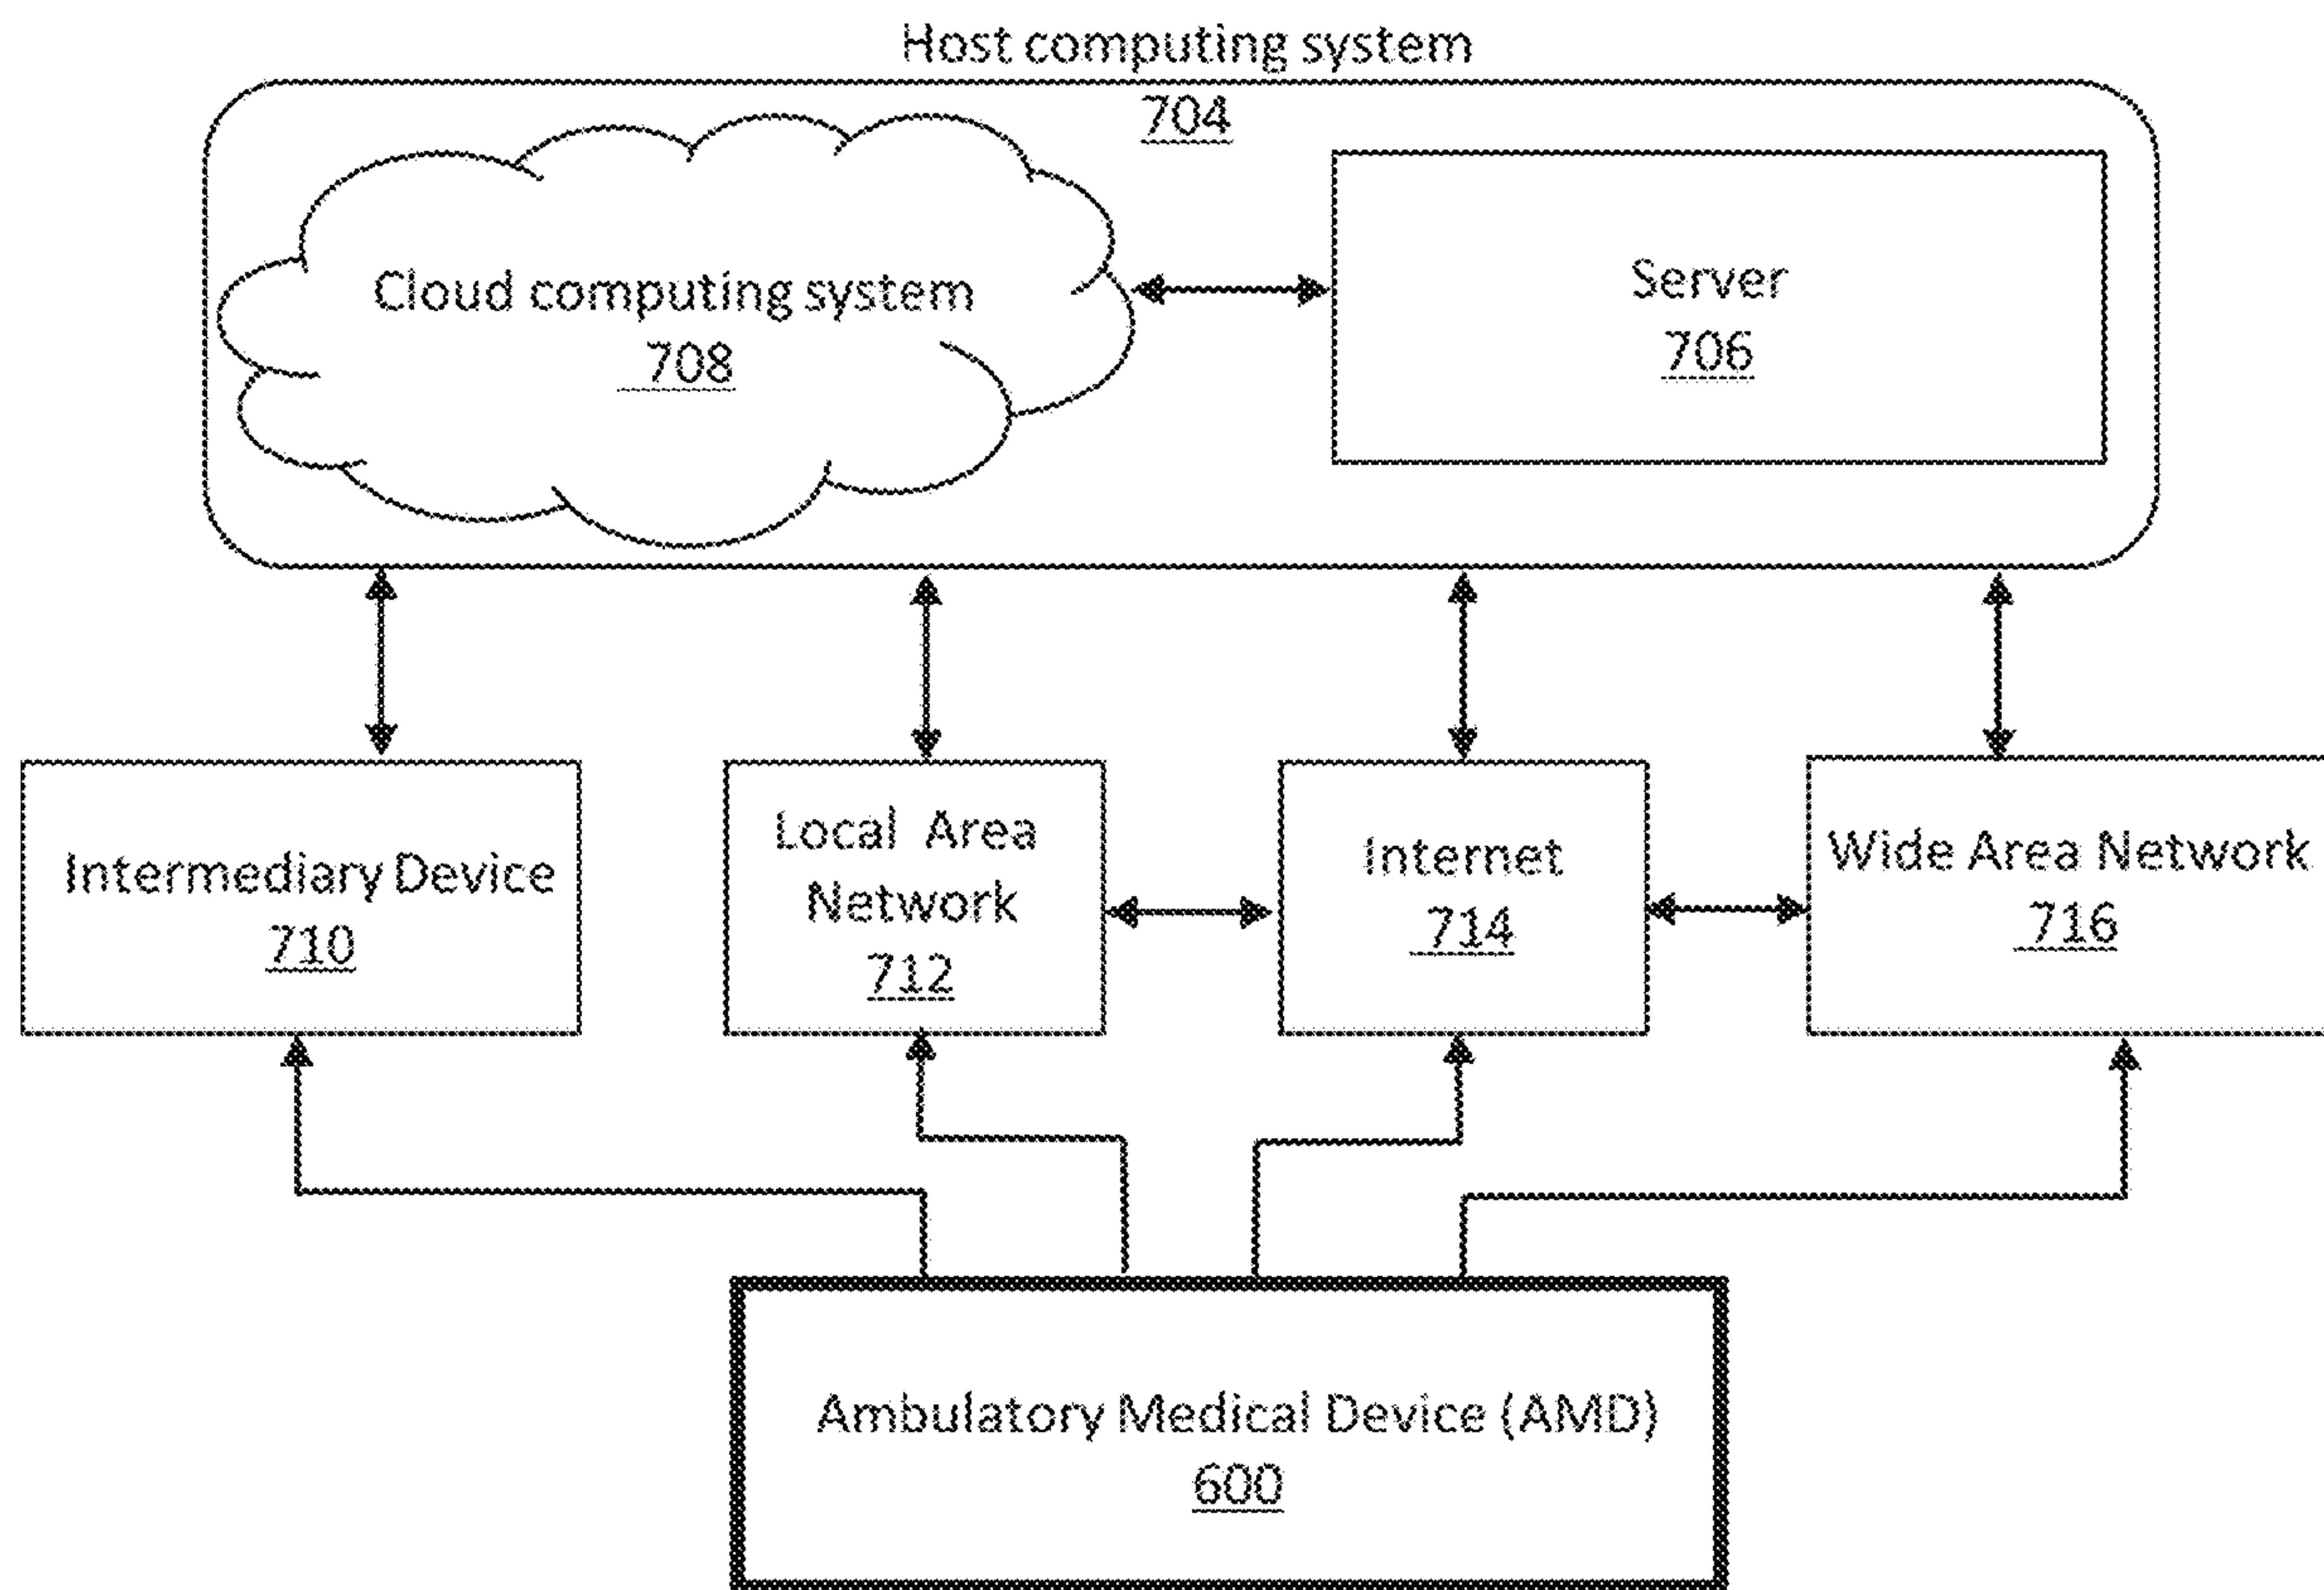 Host computing system
704
Cloud computing system
708
Server
706
Intermediary Device
710
Local Area
Network
712
Internet
714
Wide Area Network
716
Ambulatory Medical Device (AMD)
600